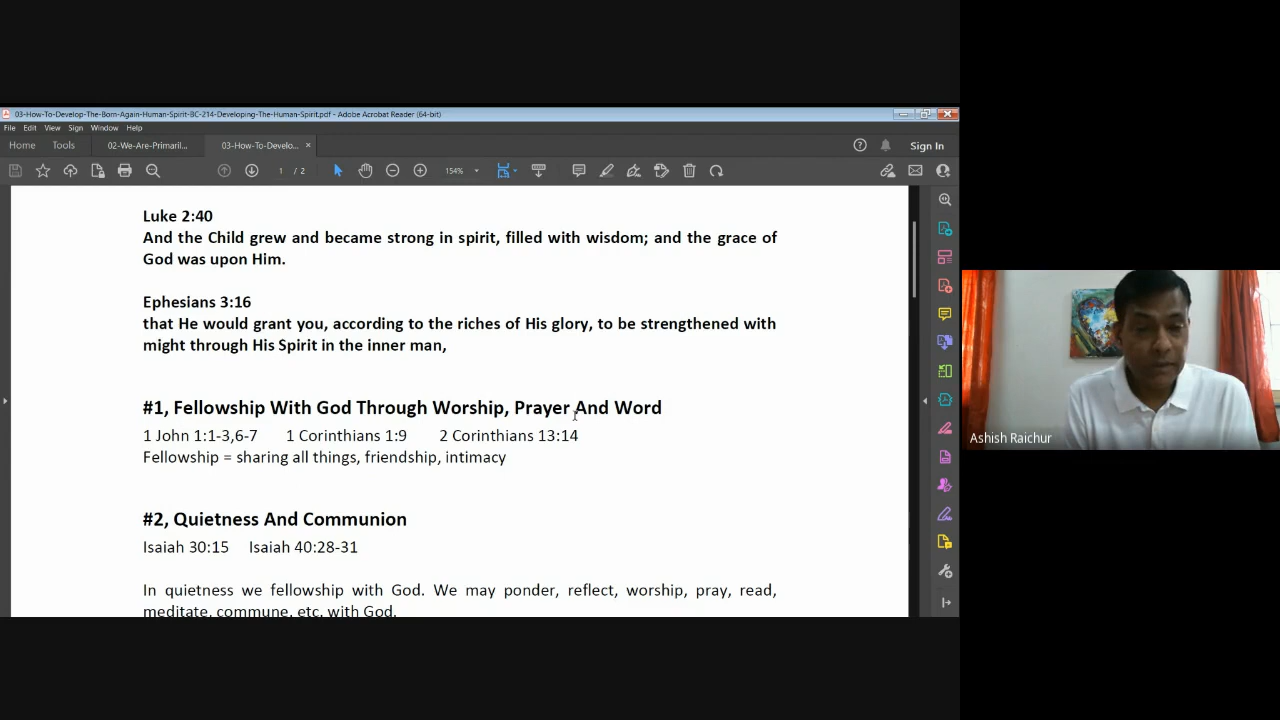 03-How-To-Develop-The-Born-Again-Human-Spirit-BC-214-Developing-The-Human-Spirit.pdf - Adobe Acrobat Reader (64-bit)
File Edit View Sign Window Help
Home Tools 02-We-Are-Primaril... 03-How-To-Develo... × Sign In
1 / 2 154%
Luke 2:40
And the Child grew and became strong in spirit, filled with wisdom; and the grace of
God was upon Him.
Ephesians 3:16
that He would grant you, according to the riches of His glory, to be strengthened with
might through His Spirit in the inner man,
#1, Fellowship With God Through Worship, Prayer And Word
1 John 1:1-3,6-7 1 Corinthians 1:9 2 Corinthians 13:14
Fellowship = sharing all things, friendship, intimacy
#2, Quietness And Communion
Isaiah 30:15 Isaiah 40:28-31
In quietness we fellowship with God. We may ponder, reflect, worship, pray, read,
meditate, commune, etc. with God.
Ashish Raichur